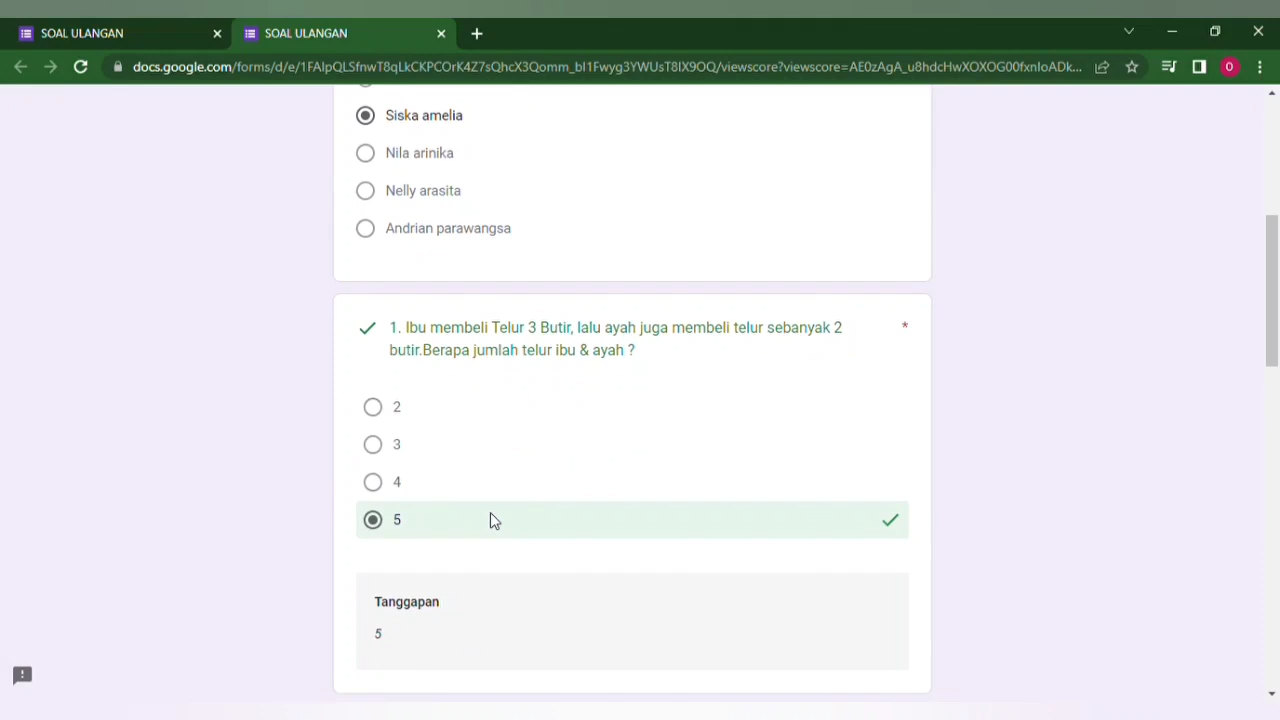 SOAL ULANGAN
SOAL ULANGAN
docs.google.com/forms/d/e/1FAIpQLSfnwT8qLkCKPCOrK4Z7sQhcX3Qomm_bI1Fwyg3YWUsT8IX9OQ/viewscore?viewscore=AE0zAgA_u8hdcHwXOXOG00fxnIoADk...
O
Siska amelia
Nila arinika
Nelly arasita
Andrian parawangsa
1. Ibu membeli Telur 3 Butir, lalu ayah juga membeli telur sebanyak 2 *
butir.Berapa jumlah telur ibu & ayah ?
2
3
4
5
Tanggapan
5